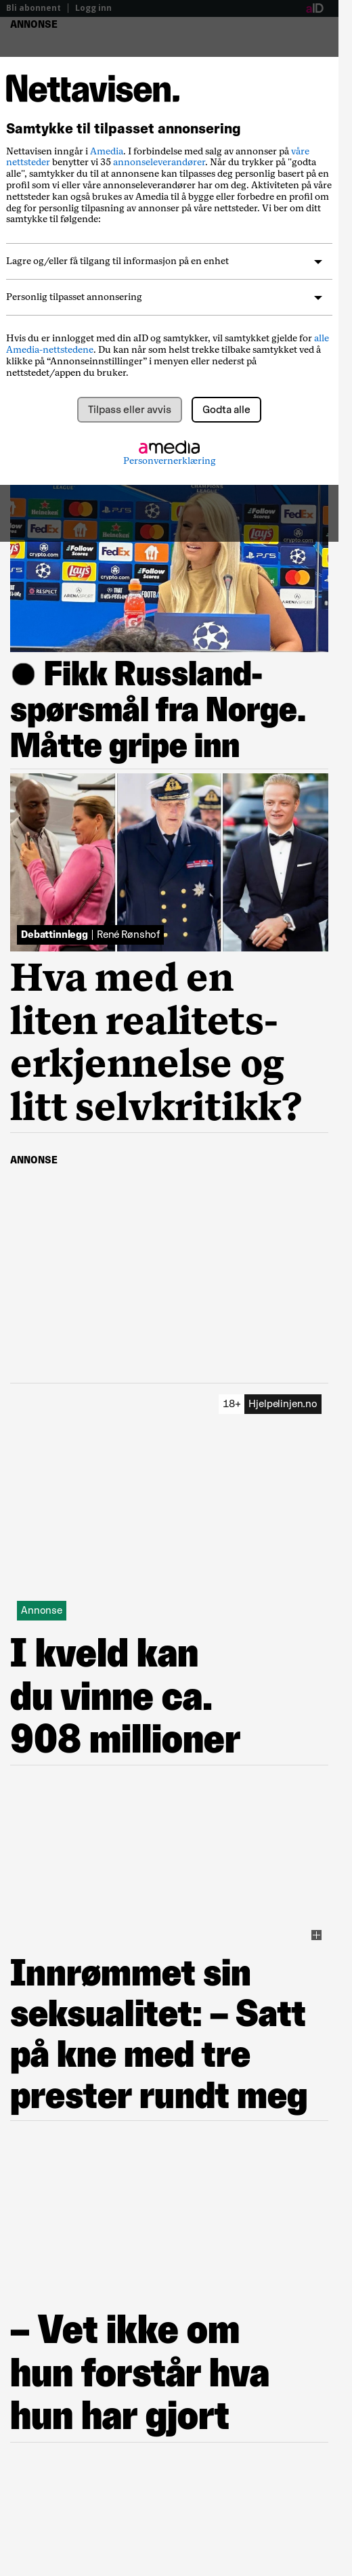 Bli abonnent | Logg inn
aID
ANNONSE
Nettavisen.
Samtykke til tilpasset annonsering
Nettavisen inngår i Amedia. I forbindelse med salg av annonser på våre
nettsteder benytter vi 35 annonseleverandører. Når du trykker på "godta
alle", samtykker du til at annonsene kan tilpasses deg personlig basert på en
profil som vi eller våre annonseleverandører har om deg. Aktiviteten på våre
nettsteder kan også brukes av Amedia til å bygge eller forbedre en profil om
deg for personlig tilpasning av annonser på våre nettsteder. Vi ber om ditt
samtykke til følgende:
Lagre og/eller få tilgang til informasjon på en enhet
Personlig tilpasset annonsering
Hvis du er innlogget med din aID og samtykker, vil samtykket gjelde for alle
Amedia-nettstedene. Du kan når som helst trekke tilbake samtykket ved å
klikke på “Annonseinnstillinger” i menyen eller nederst på
nettstedet/appen du bruker.
Tilpass eller avvis
Godta alle
amedia
Personvernerklæring
Fikk Russland-
spørsmål fra Norge.
Måtte gripe inn
Debattinnlegg | René Rønshof
Hva med en
liten realitets-
erkjennelse og
litt selvkritikk?
ANNONSE
18+ Hjelpelinjen.no
Annonse
I kveld kan
du vinne ca.
908 millioner
Innrømmet sin
seksualitet: – Satt
på kne med tre
prester rundt meg
– Vet ikke om
hun forstår hva
hun har gjort